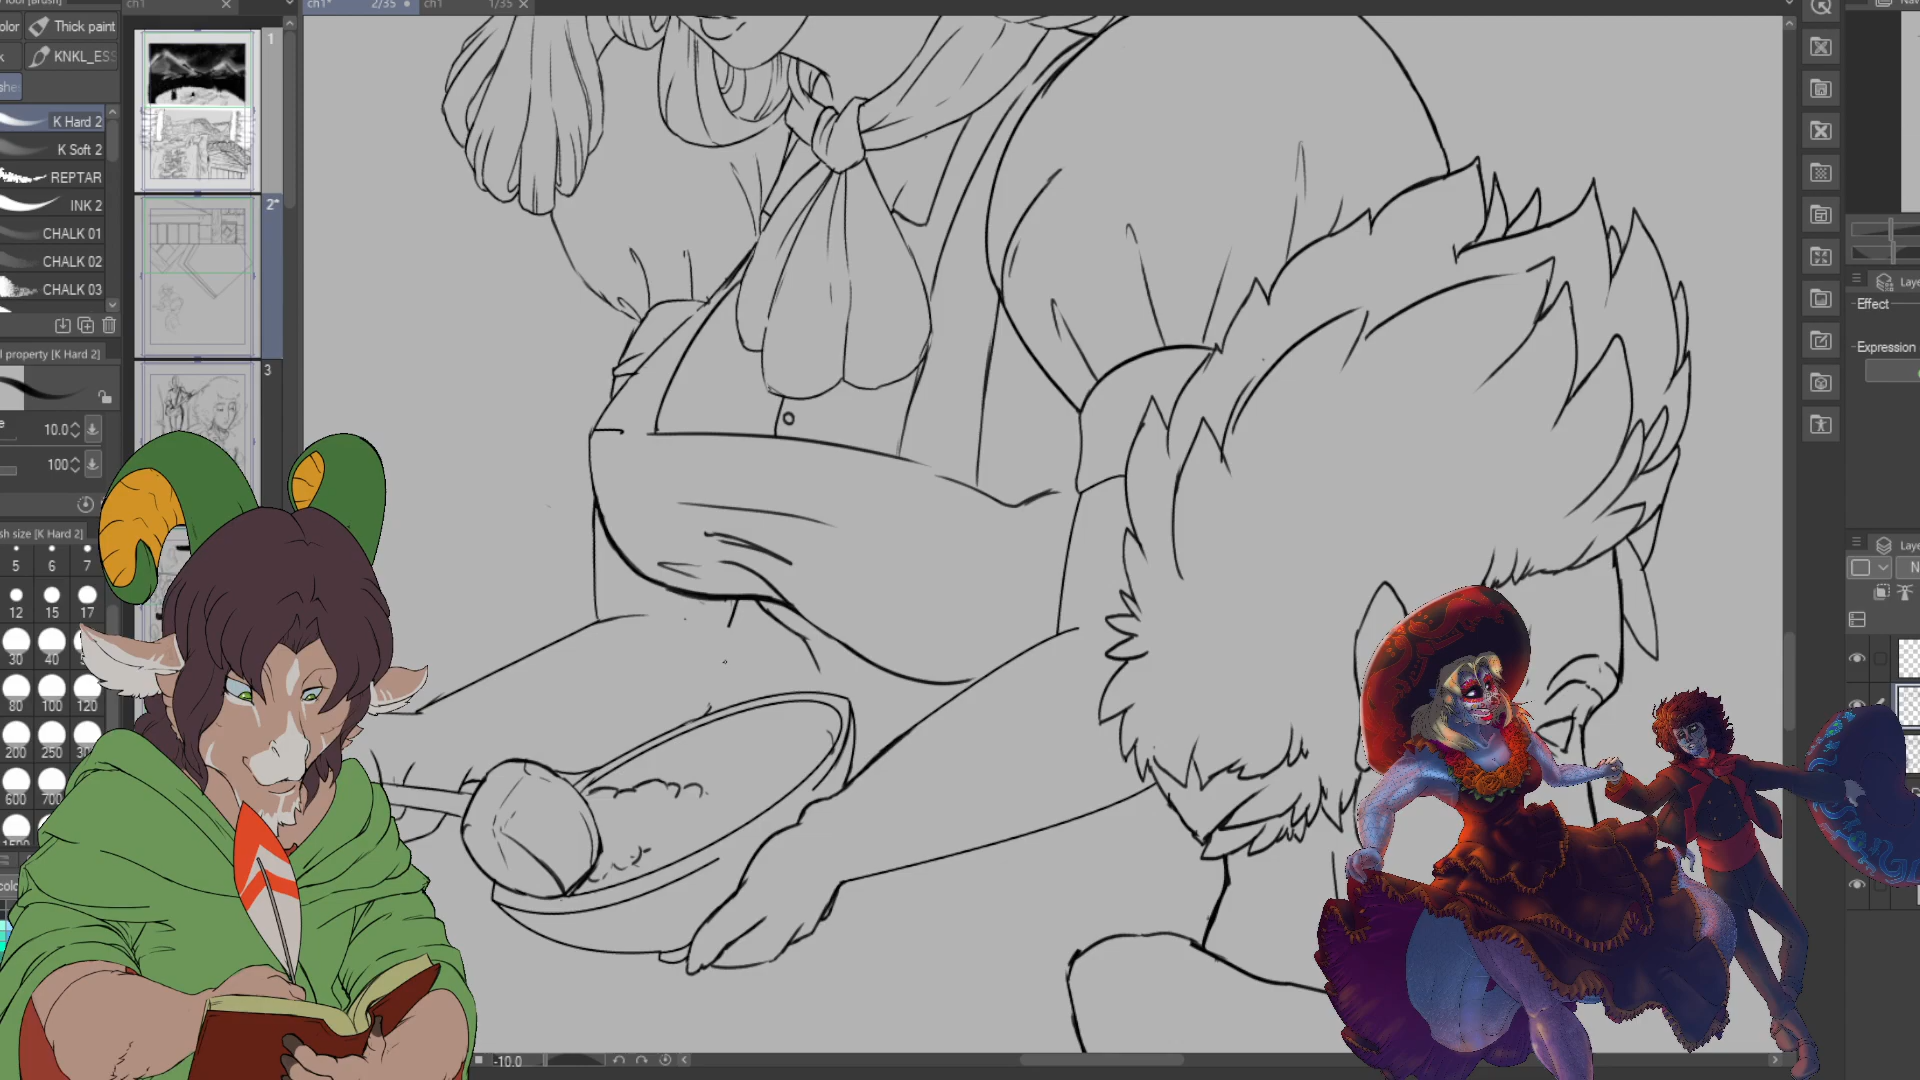 ch1
ch1*
2/35
ch1
1/35
Thick paint
KNKL_ESS
K Hard 2
K Soft 2
REPTAR
INK 2
CHALK 01
CHALK 02
CHALK 03
property [K Hard 2]
10.0
100
size [K Hard 2]
5 6 7
12 15 17
30 40
80 100 120
200 250
600 700
1
2*
3
Effect
Expression
-10.0